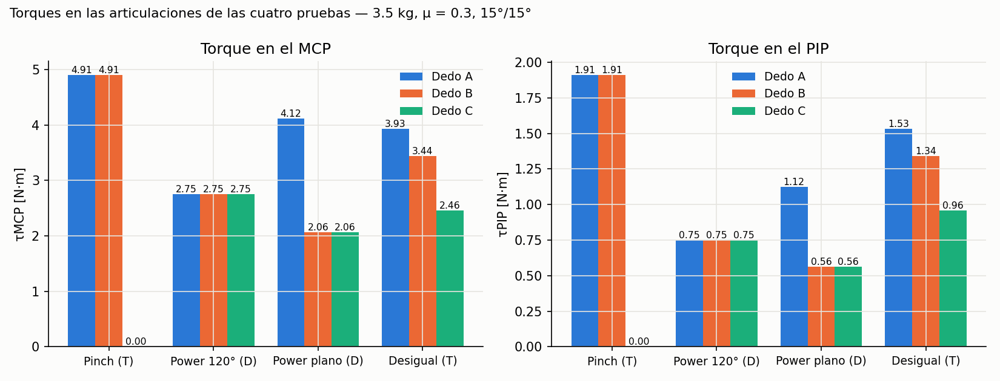 Torques en las articulaciones de las cuatro pruebas — 3.5 kg, μ = 0.3, 15°/15°
Torque en el MCP
τMCP [N·m]
5
4
3
2
1
0
4.91 4.91 0.00
2.75 2.75 2.75
4.12 2.06 2.06
3.93 3.44 2.46
Dedo A
Dedo B
Dedo C
Pinch (T) Power 120° (D) Power plano (D) Desigual (T)
Torque en el PIP
τPIP [N·m]
2.00
1.75
1.50
1.25
1.00
0.75
0.50
0.25
0.00
1.91 1.91 0.00
0.75 0.75 0.75
1.12 0.56 0.56
1.53 1.34 0.96
Dedo A
Dedo B
Dedo C
Pinch (T) Power 120° (D) Power plano (D) Desigual (T)